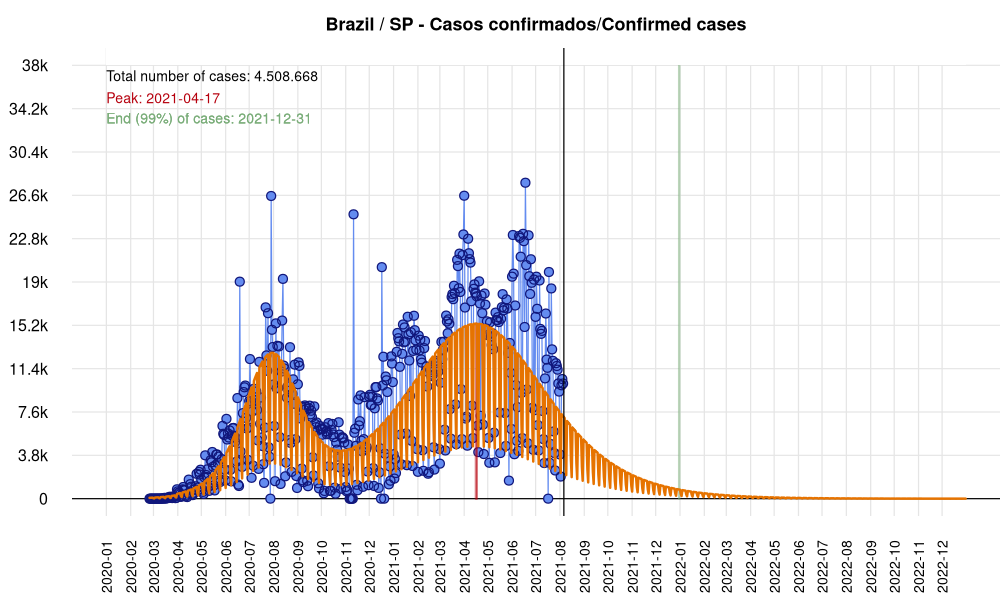 Brazil / SP - Casos confirmados/Confirmed cases
38k
Total number of cases: 4.508.668
Peak: 2021-04-17
34.2k
End (99%) of cases: 2021-12-31
30.4k
26.6k
22.8k
19k
15.2k
11.4k
7.6k
3.8k
0
2020-01
2020-02
2020-03
2020-04
2020-05
2020-06
2020-07
2020-08
2020-09
2020-10
2020-11
2020-12
2021-01
2021-02
2021-03
2021-04
2021-05
2021-06
2021-07
2021-08
2021-09
2021-10
2021-11
2021-12
2022-01
2022-02
2022-03
2022-04
2022-05
2022-06
2022-07
2022-08
2022-09
2022-10
2022-11
2022-12